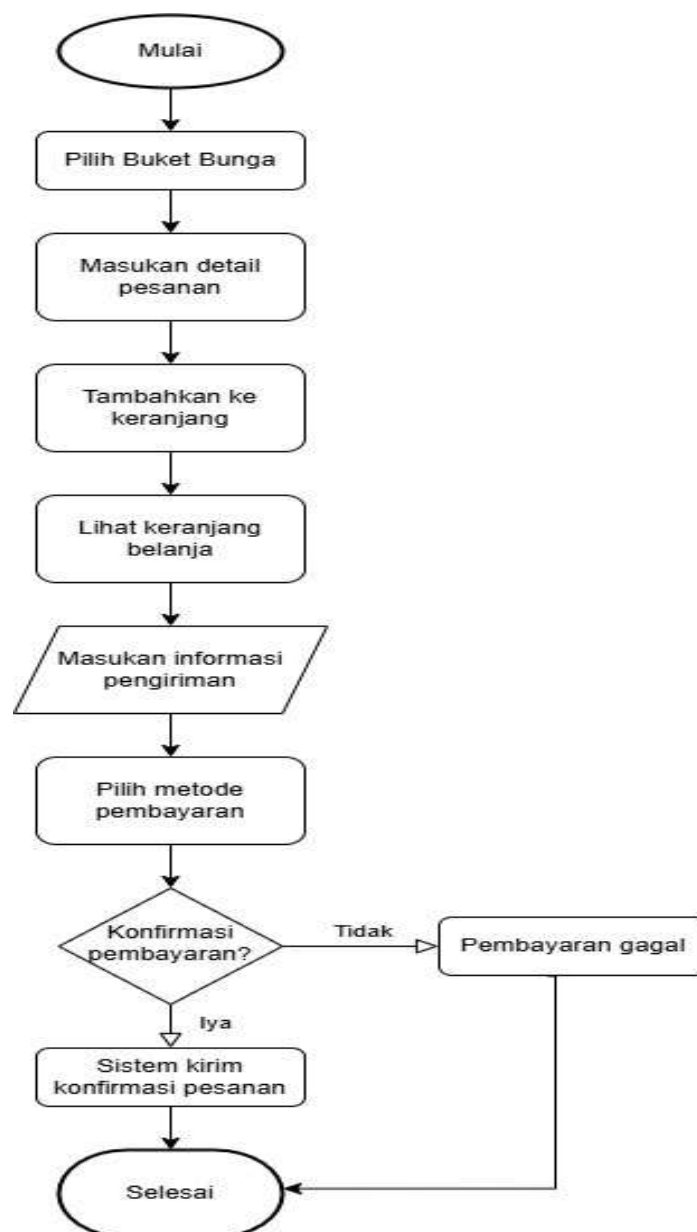 Mulai
Pilih Buket Bunga
Masukan detail
pesanan
Tambahkan ke
keranjang
Lihat keranjang
belanja
Masukan informasi
pengiriman
Pilih metode
pembayaran
Konfirmasi
pembayaran?
Tidak
Pembayaran gagal
Iya
Sistem kirim
konfirmasi pesanan
Selesai